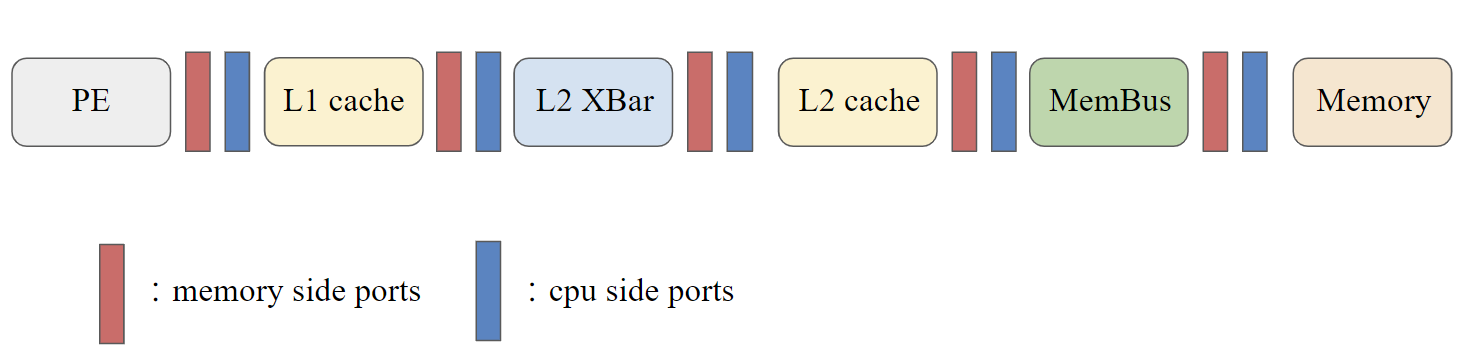 PE L1 cache L2 XBar L2 cache MemBus Memory
: memory side ports : cpu side ports